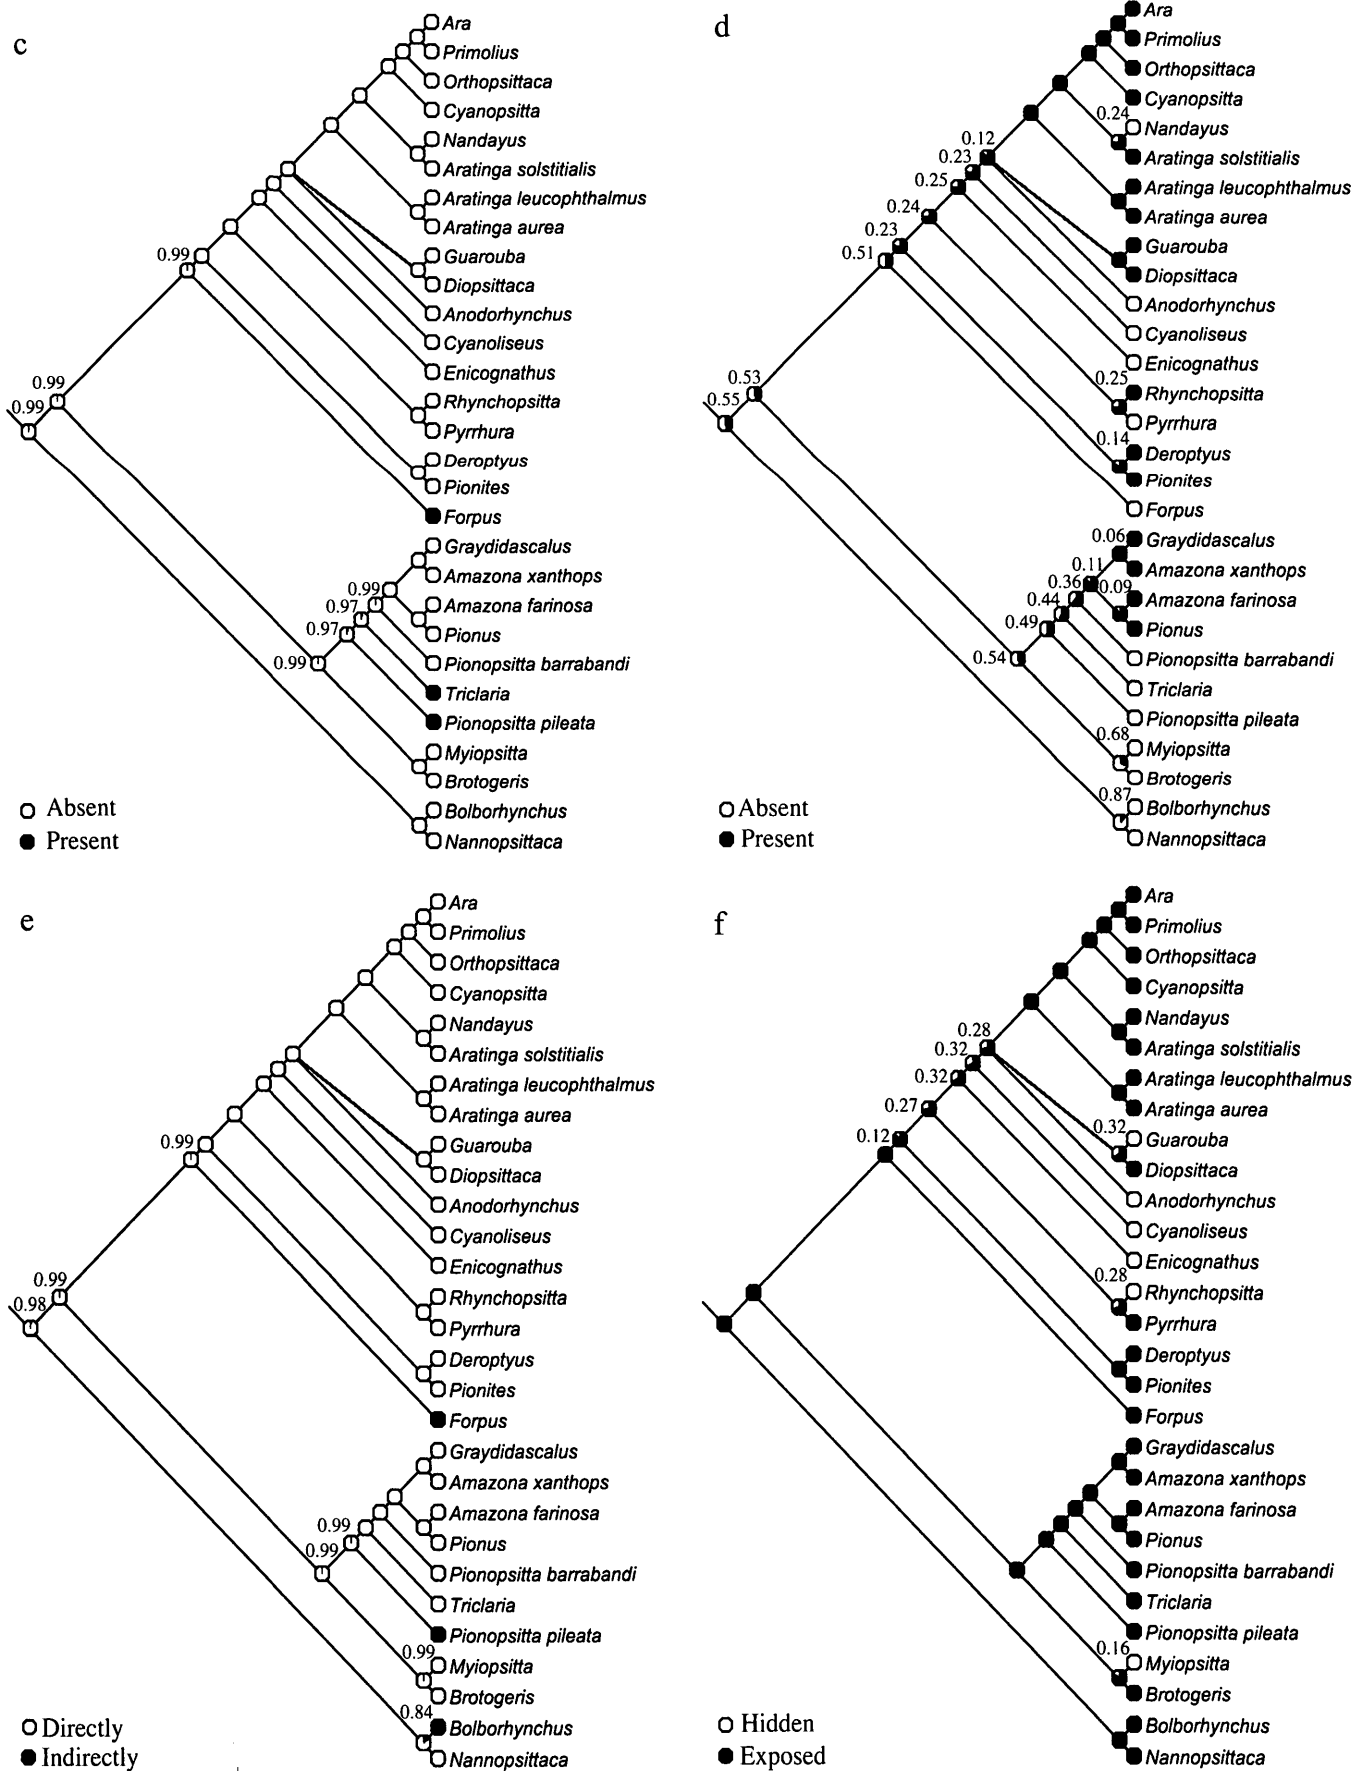 c
Ara
Primolius
Orthopsittaca
Cyanopsitta
Nandayus
Aratinga solstitialis
Aratinga leucophthalmus
Aratinga aurea
0.99
Guarouba
Diopsittaca
Anodorhynchus
Cyanoliseus
Enicognathus
0.99
Rhynchopsitta
0.99
Pyrrhura
Deroptyus
Pionites
Forpus
Graydidascalus
Amazona xanthops
0.99
Amazona farinosa
0.97
0.97
Pionus
0.99
Pionopsitta barrabandi
Triclaria
Pionopsitta pileata
Myiopsitta
Brotogeris
Absent
Bolborhynchus
Present
Nannopsittaca
d
Ara
Primolius
Orthopsittaca
Cyanopsitta
0.24
Nandayus
0.12
0.23
Aratinga solstitialis
0.25
Aratinga leucophthalmus
0.24
Aratinga aurea
0.23
Guarouba
0.51
Diopsittaca
Anodorhynchus
Cyanoliseus
Enicognathus
0.53
0.25
Rhynchopsitta
0.55
Pyrrhura
0.14
Deroptyus
Pionites
Forpus
0.06
Graydidascalus
0.11
Amazona xanthops
0.36
0.09
Amazona farinosa
0.44
0.49
Pionus
0.54
Pionopsitta barrabandi
Triclaria
Pionopsitta pileata
0.68
Myiopsitta
Brotogeris
0.87
Absent
Bolborhynchus
Present
Nannopsittaca
e
Ara
Primolius
Orthopsittaca
Cyanopsitta
Nandayus
Aratinga solstitialis
Aratinga leucophthalmus
Aratinga aurea
0.99
Guarouba
Diopsittaca
Anodorhynchus
Cyanoliseus
Enicognathus
0.99
Rhynchopsitta
0.98
Pyrrhura
Deroptyus
Pionites
Forpus
Graydidascalus
Amazona xanthops
Amazona farinosa
0.99
Pionus
0.99
Pionopsitta barrabandi
Triclaria
Pionopsitta pileata
0.99
Myiopsitta
Brotogeris
0.84
Directly
Bolborhynchus
Indirectly
Nannopsittaca
f
Ara
Primolius
Orthopsittaca
Cyanopsitta
Nandayus
0.28
Aratinga solstitialis
0.32
0.32
Aratinga leucophthalmus
0.27
Aratinga aurea
0.32
0.12
Guarouba
Diopsittaca
Anodorhynchus
Cyanoliseus
Enicognathus
0.28
Rhynchopsitta
Pyrrhura
Deroptyus
Pionites
Forpus
Graydidascalus
Amazona xanthops
Amazona farinosa
Pionus
Pionopsitta barrabandi
Triclaria
Pionopsitta pileata
0.16
Myiopsitta
Brotogeris
Hidden
Bolborhynchus
Exposed
Nannopsittaca